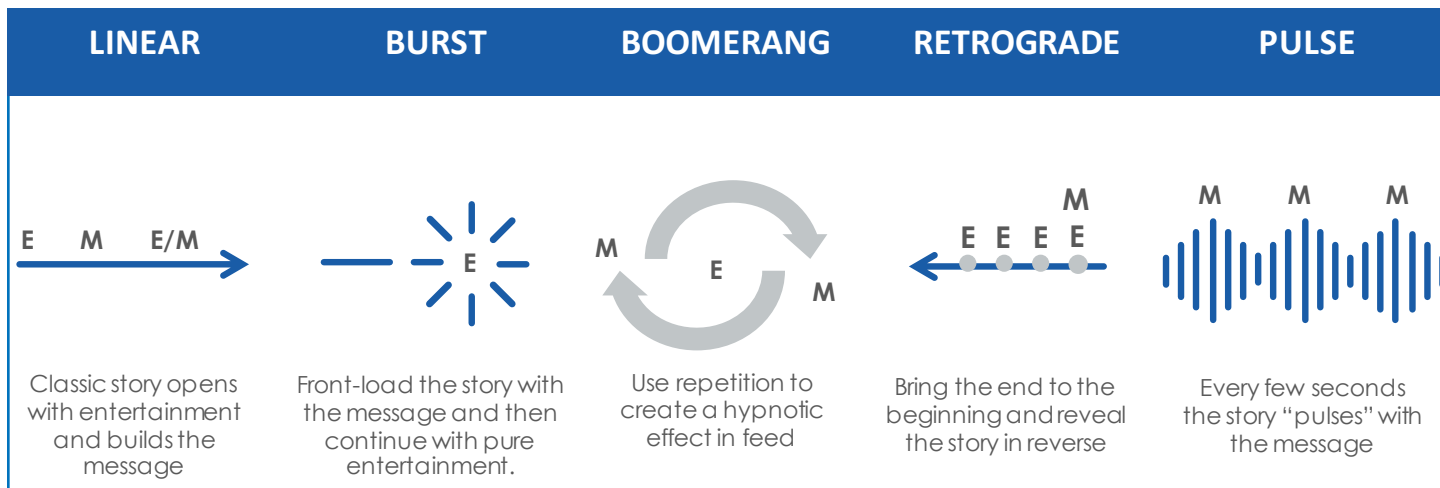 LINEAR
BURST
BOOMERANG
RETROGRADE
PULSE
E M E/M
E
M
E
M
M
E E E E
M M M
Classic story opens
with entertainment
and builds the
message
Front-load the story with
the message and then
continue with pure
entertainment.
Use repetition to
create a hypnotic
effect in feed
Bring the end to the
beginning and reveal
the story in reverse
Every few seconds
the story “pulses” with
the message